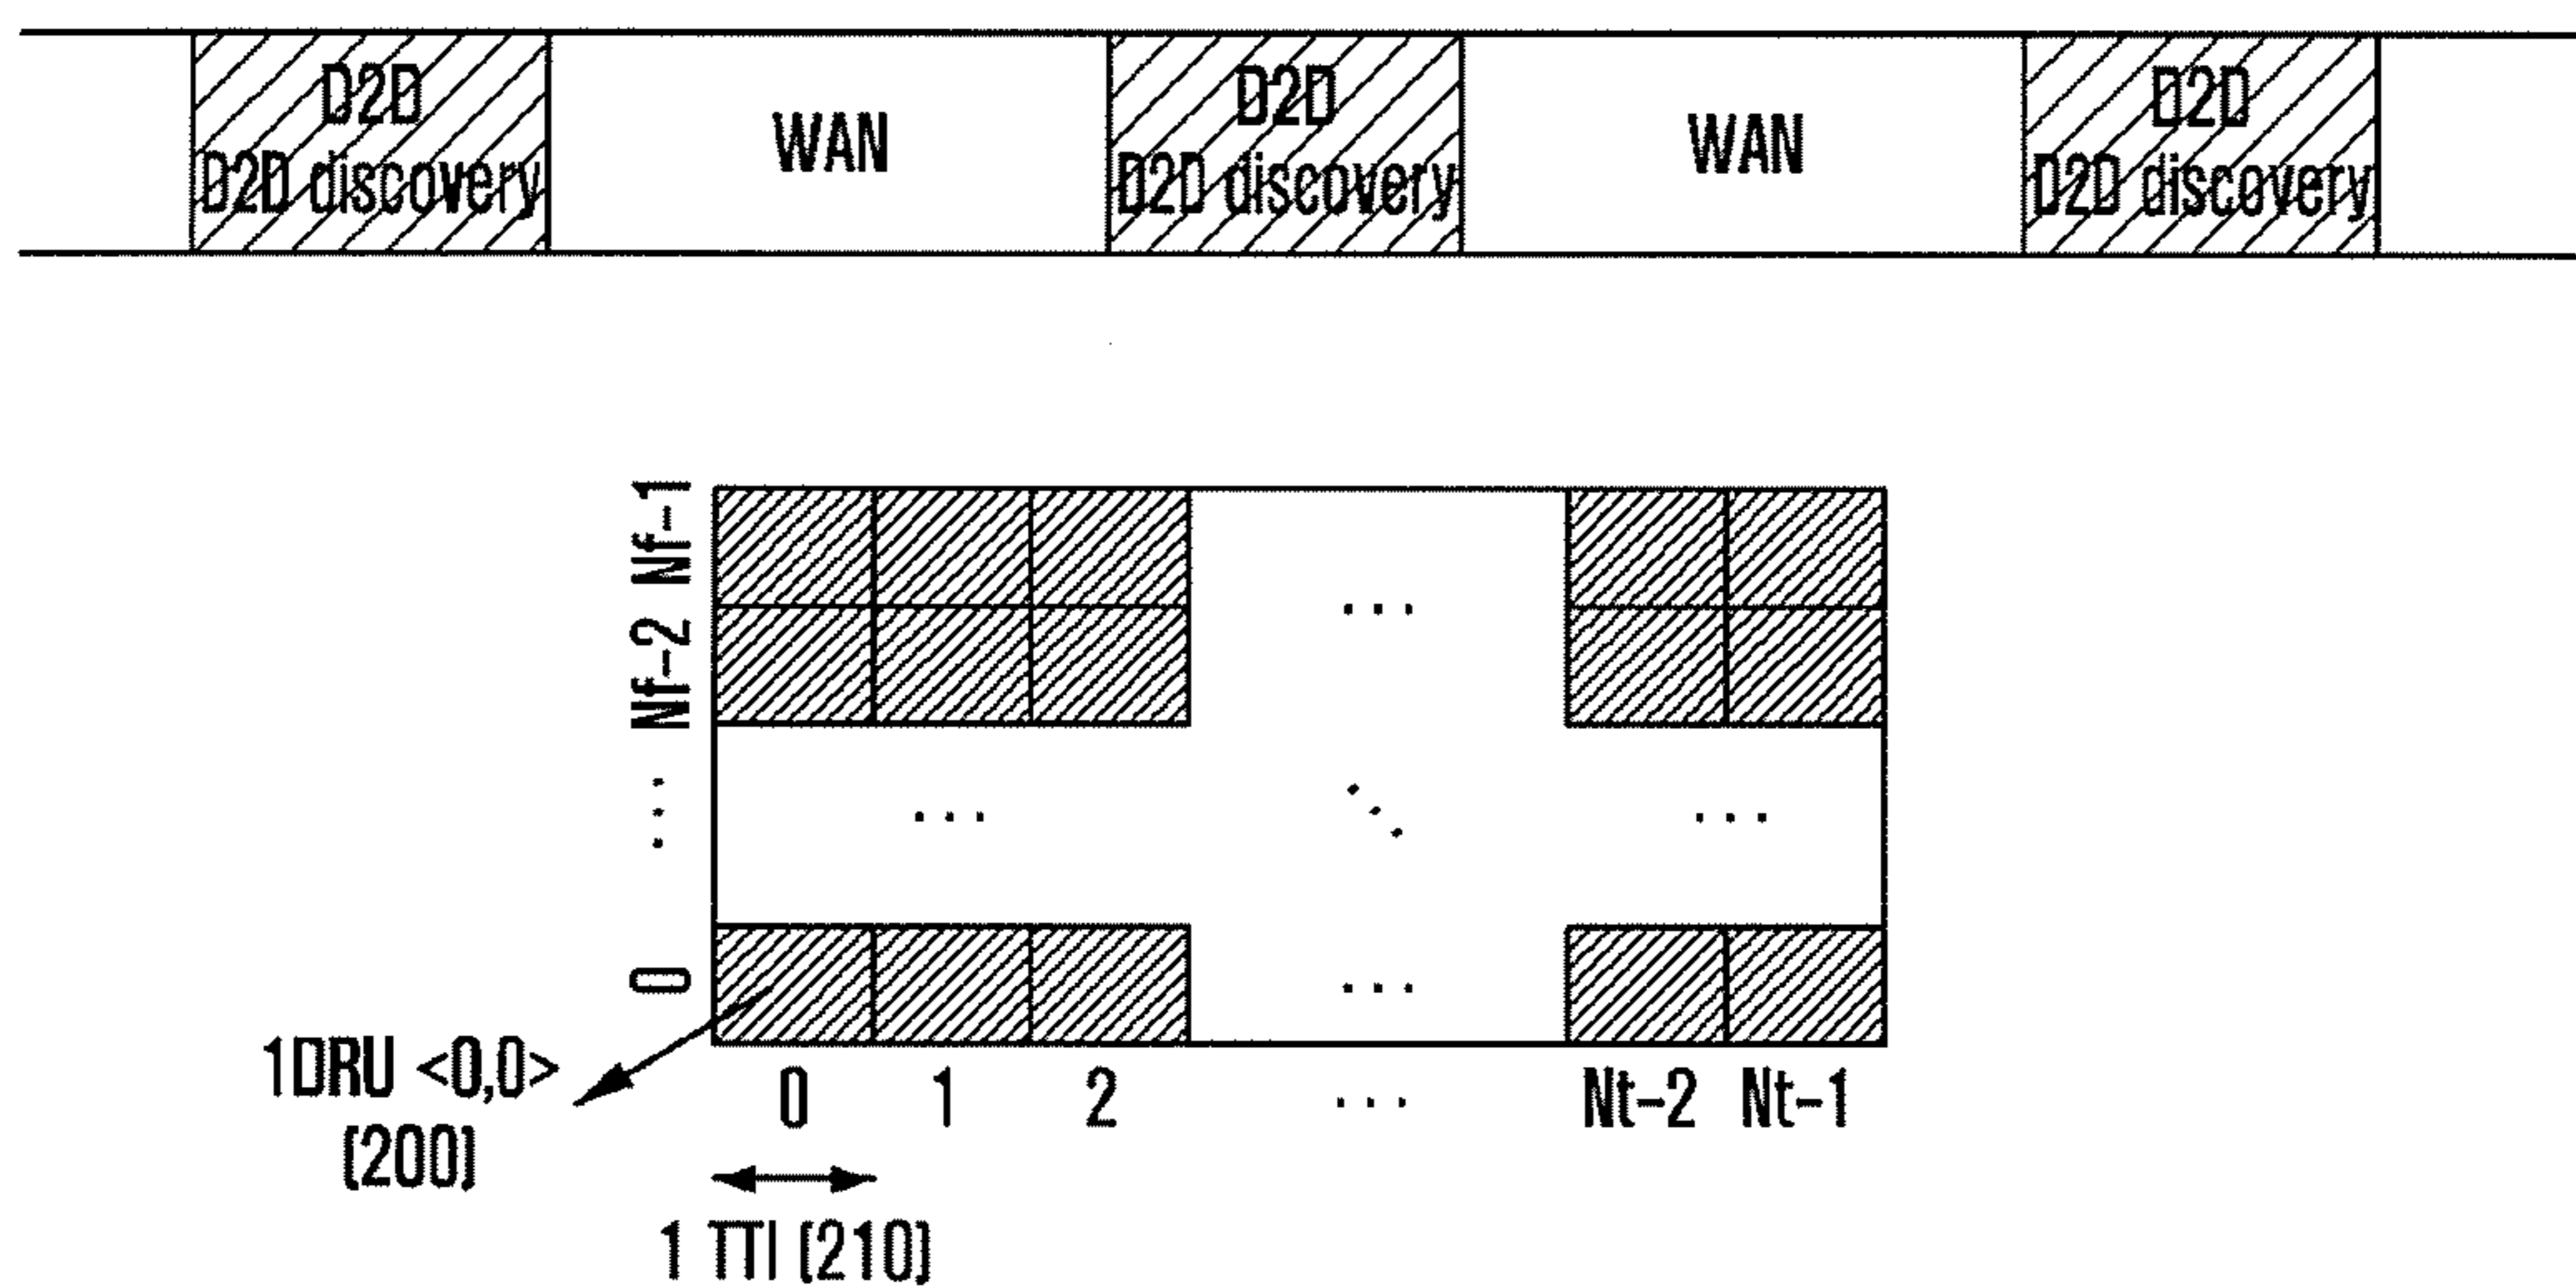 D2D
D2D discovery
WAN
D2D
D2D discovery
WAN
D2D
D2D discovery
Nf-1
Nf-2
...
0
...
...
...
...
1DRU <0,0>
(200)
0 1 2 ... Nt-2 Nt-1
1 TTI (210)